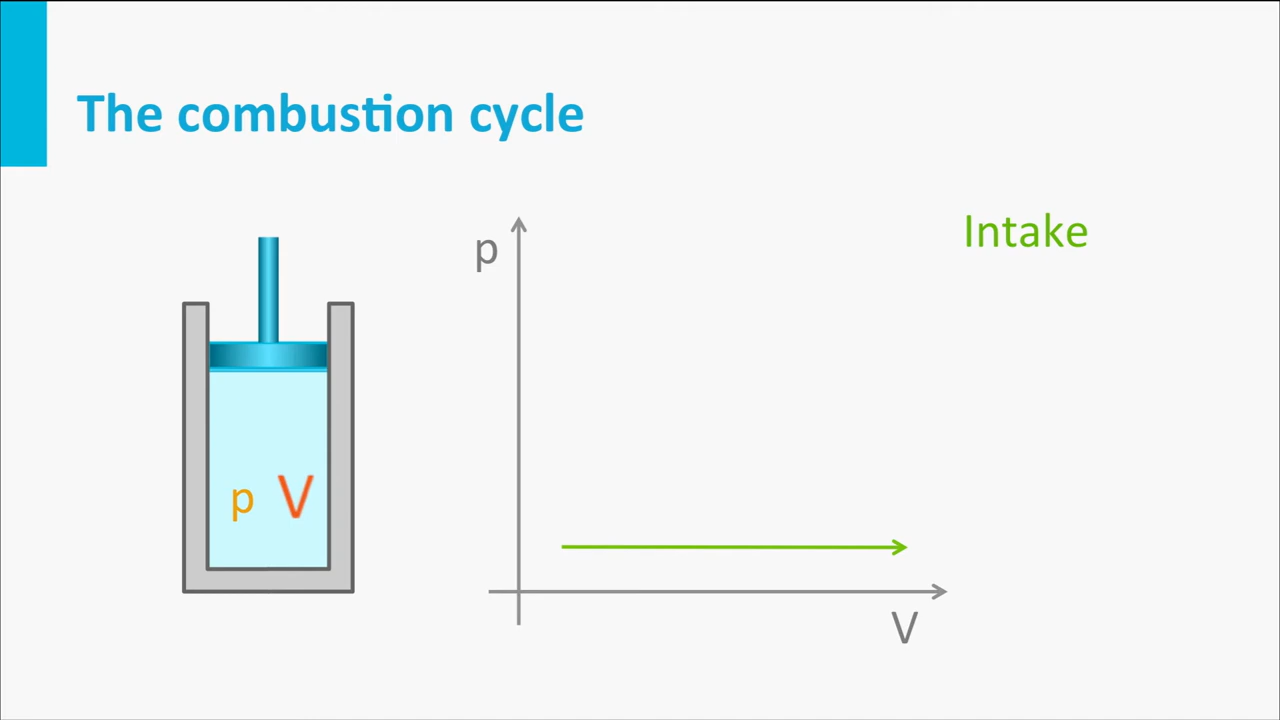 The combustion cycle
Intake
p
p V
V